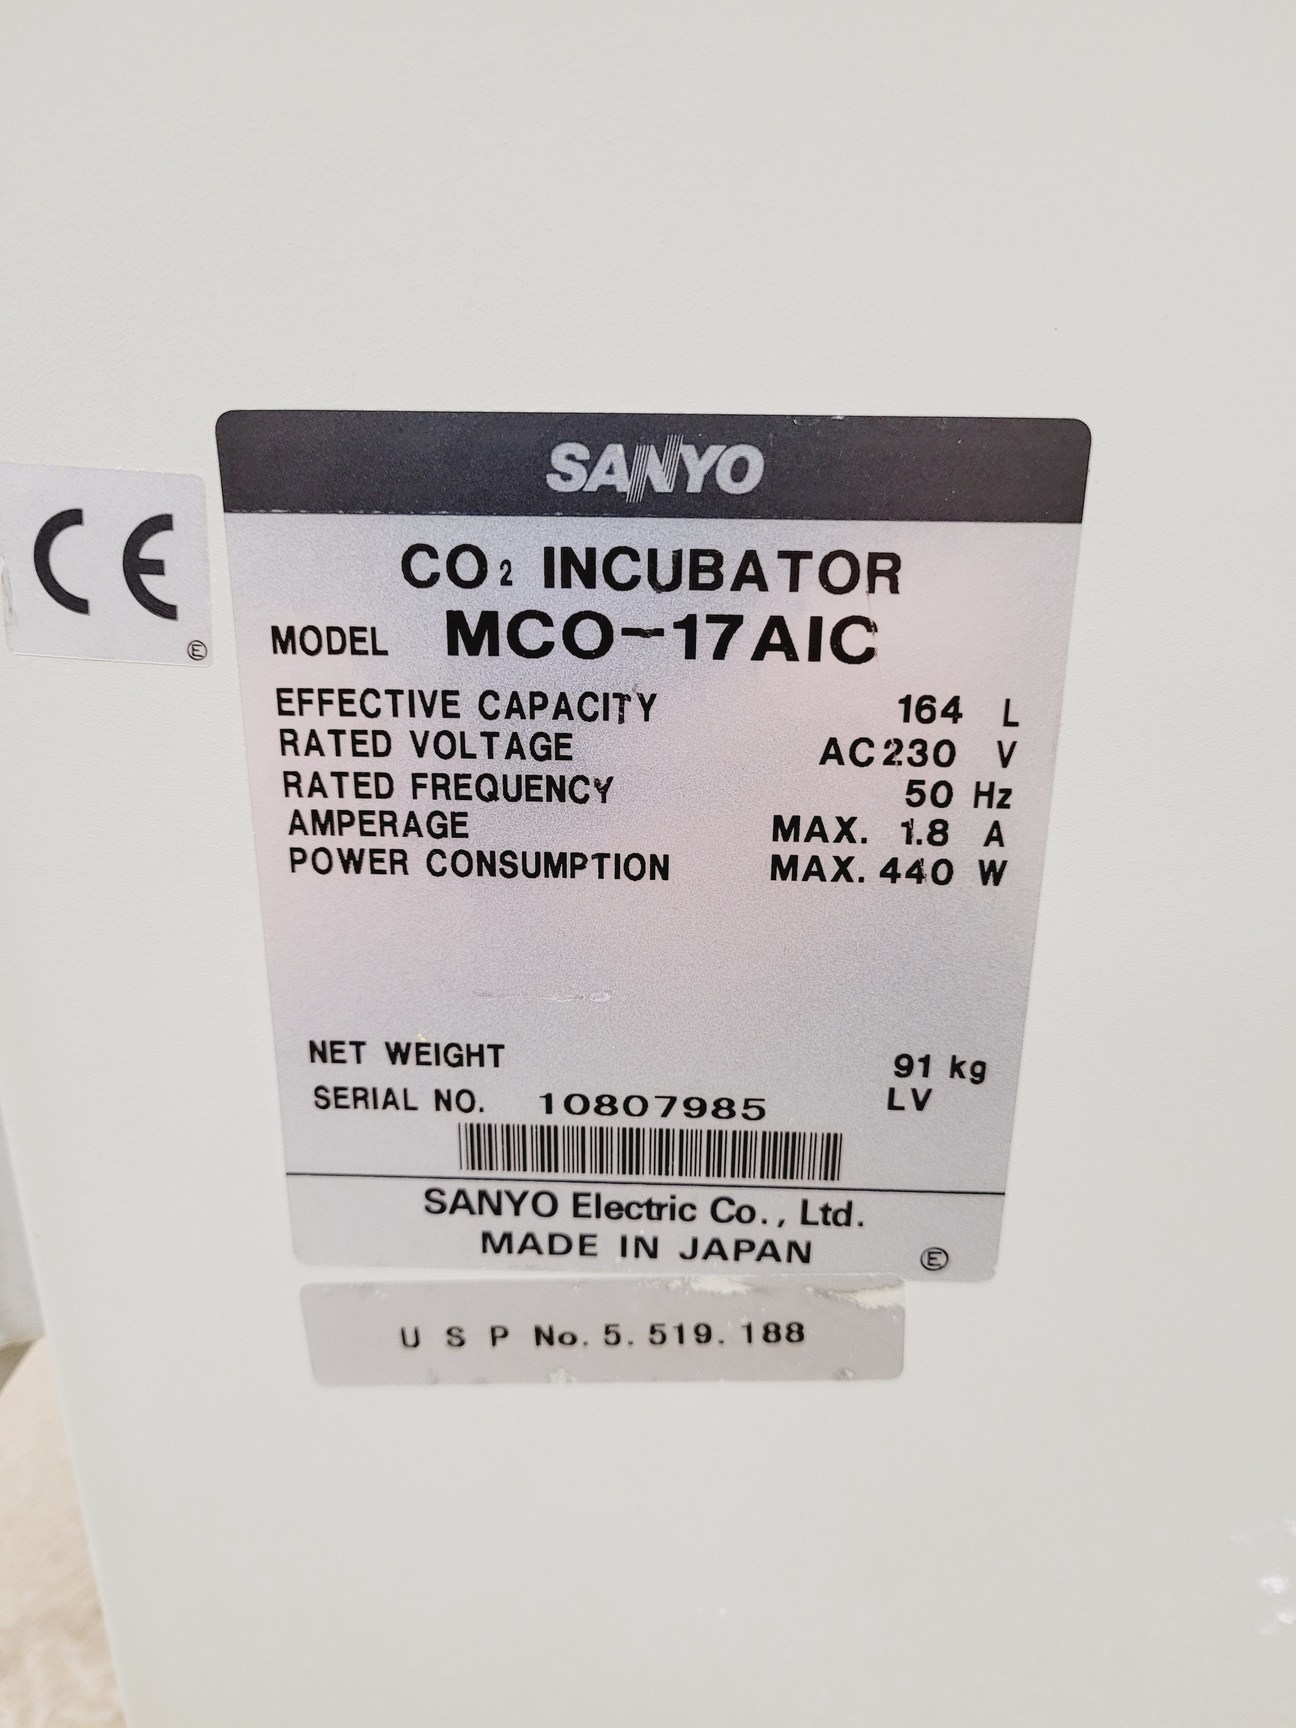 SANYO
CE
E
CO2 INCUBATOR
MODEL MCO-17AIC
EFFECTIVE CAPACITY 164 L
RATED VOLTAGE AC230 V
RATED FREQUENCY 50 Hz
AMPERAGE MAX. 1.8 A
POWER CONSUMPTION MAX. 440 W
NET WEIGHT 91 kg
SERIAL NO. 10807985 LV
SANYO Electric Co., Ltd.
MADE IN JAPAN E
U S P No. 5. 519. 188